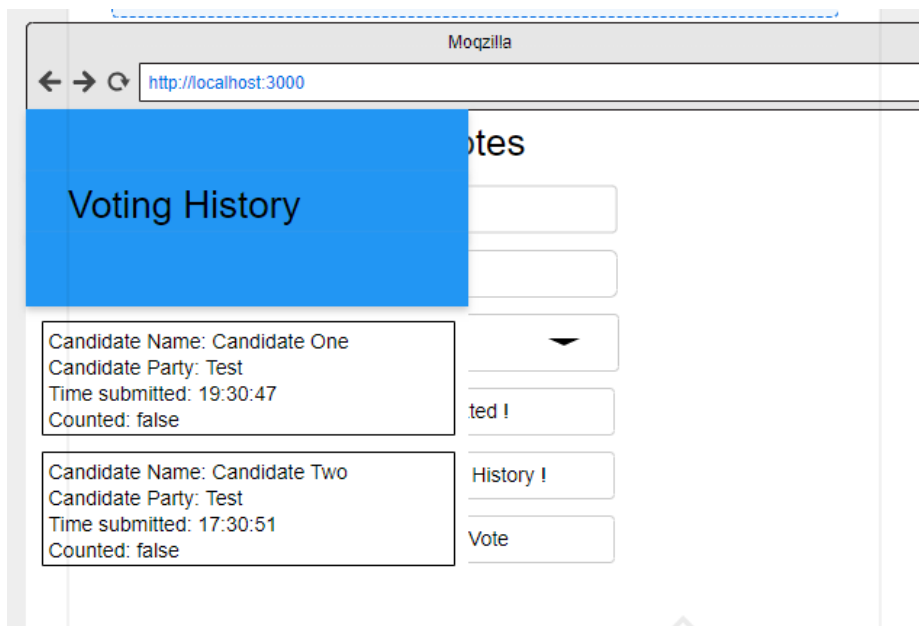 Moqzilla
http://localhost:3000
otes
Voting History
Candidate Name: Candidate One
Candidate Party: Test
Time submitted: 19:30:47
Counted: false
ted !
Candidate Name: Candidate Two
Candidate Party: Test
Time submitted: 17:30:51
Counted: false
History !
Vote